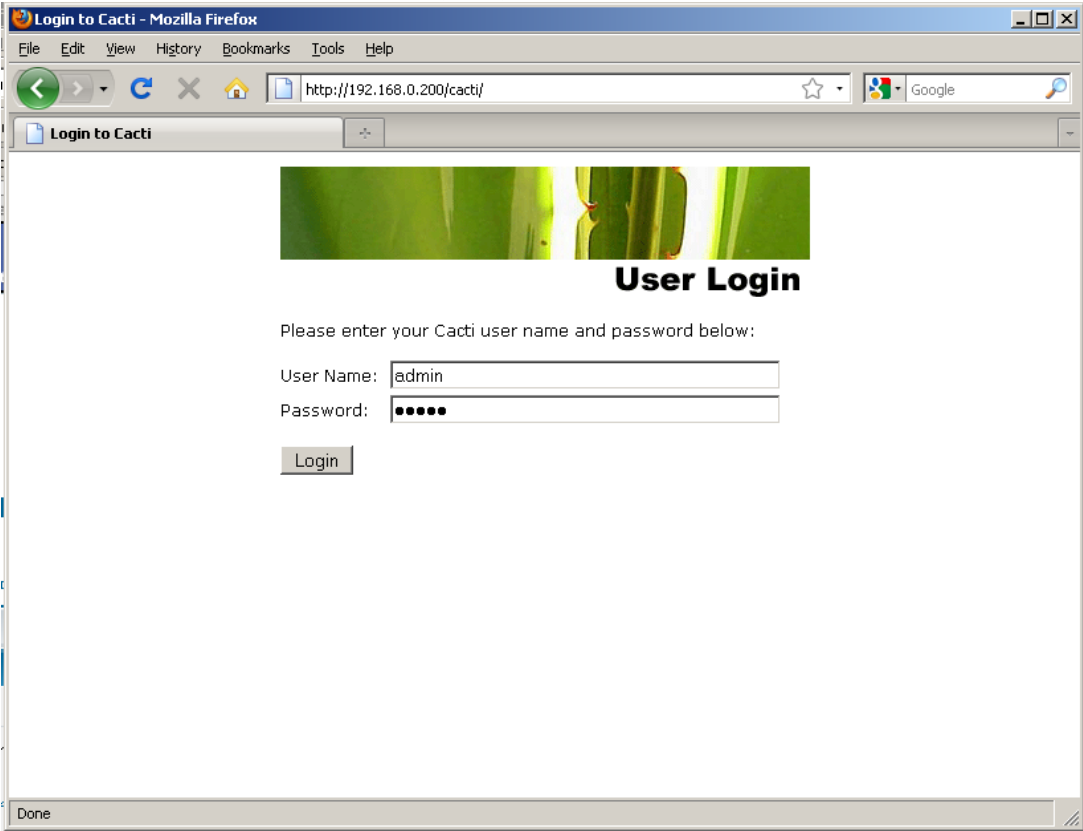 Login to Cacti - Mozilla Firefox
File Edit View History Bookmarks Tools Help
http://192.168.0.200/cacti/ Google
Login to Cacti
User Login
Please enter your Cacti user name and password below:
User Name: admin
Password: •••••
Login
Done